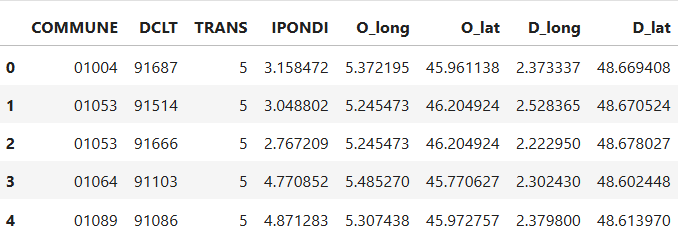 COMMUNE DCLT TRANS IPONDI O_long O_lat D_long D_lat
0 01004 91687 5 3.158472 5.372195 45.961138 2.373337 48.669408
1 01053 91514 5 3.048802 5.245473 46.204924 2.528365 48.670524
2 01053 91666 5 2.767209 5.245473 46.204924 2.222950 48.678027
3 01064 91103 5 4.770852 5.485270 45.770627 2.302430 48.602448
4 01089 91086 5 4.871283 5.307438 45.972757 2.379800 48.613970